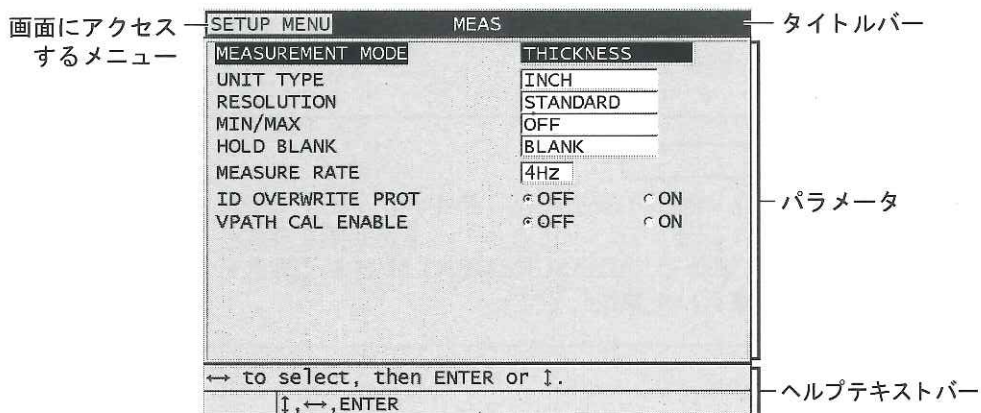 画面にアクセス
するメニュー
SETUP MENU MEAS
タイトルバー
MEASUREMENT MODE THICKNESS
UNIT TYPE INCH
RESOLUTION STANDARD
MIN/MAX OFF
HOLD BLANK BLANK
MEASURE RATE 4Hz
ID OVERWRITE PROT OFF ON
VPATH CAL ENABLE OFF ON
パラメータ
↔ to select, then ENTER or ↕.
↕,↔,ENTER
ヘルプテキストバー